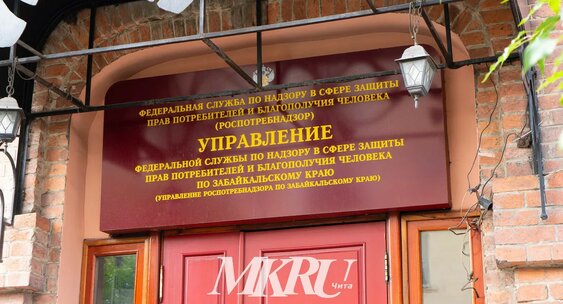 ФЕДЕРАЛЬНАЯ СЛУЖБА ПО НАДЗОРУ В СФЕРЕ ЗАЩИТЫ
ПРАВ ПОТРЕБИТЕЛЕЙ И БЛАГОПОЛУЧИЯ ЧЕЛОВЕКА
(РОСПОТРЕБНАДЗОР)
УПРАВЛЕНИЕ
ФЕДЕРАЛЬНОЙ СЛУЖБЫ ПО НАДЗОРУ В СФЕРЕ ЗАЩИТЫ
ПРАВ ПОТРЕБИТЕЛЕЙ И БЛАГОПОЛУЧИЯ ЧЕЛОВЕКА
ПО ЗАБАЙКАЛЬСКОМУ КРАЮ
(УПРАВЛЕНИЕ РОСПОТРЕБНАДЗОРА ПО ЗАБАЙКАЛЬСКОМУ КРАЮ)
MKRU
Чита